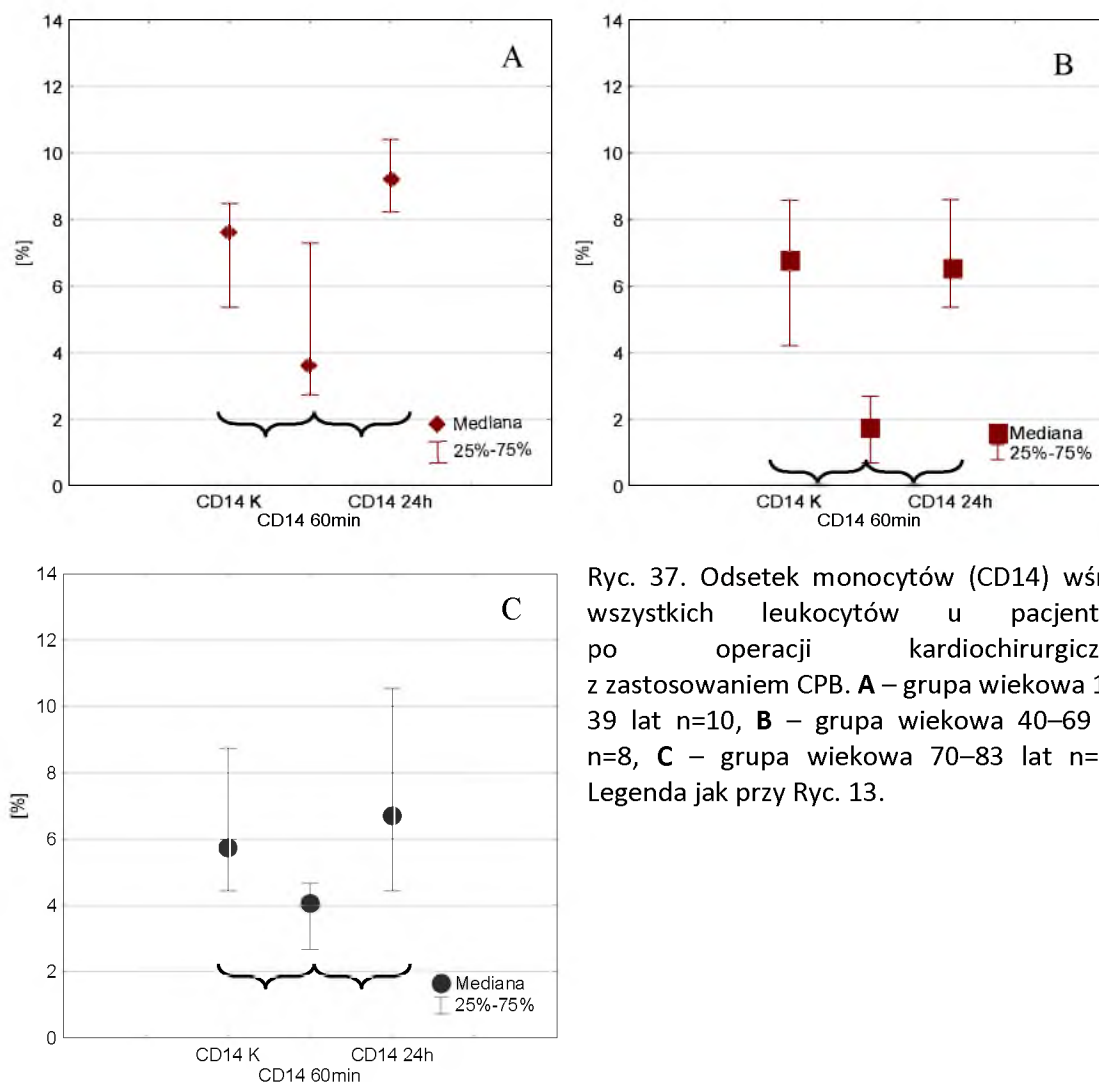 14
12
10
8
6
4
2
0
[%]
A
Mediana
25%-75%
CD14 K
CD14 24h
CD14 60min
14
12
10
8
6
4
2
0
[%]
B
Mediana
25%-75%
CD14 K
CD14 24h
CD14 60min
14
12
10
8
6
4
2
0
[%]
C
Mediana
25%-75%
CD14 K
CD14 24h
CD14 60min
Ryc. 37. Odsetek monocytów (CD14)
wszystkich leukocytów u
po operacji
z zastosowaniem CPB. A – grupa wiekowa
39 lat n=10, B – grupa wiekowa 40–69
n=8, C – grupa wiekowa 70–83 lat
Legenda jak przy Ryc. 13.